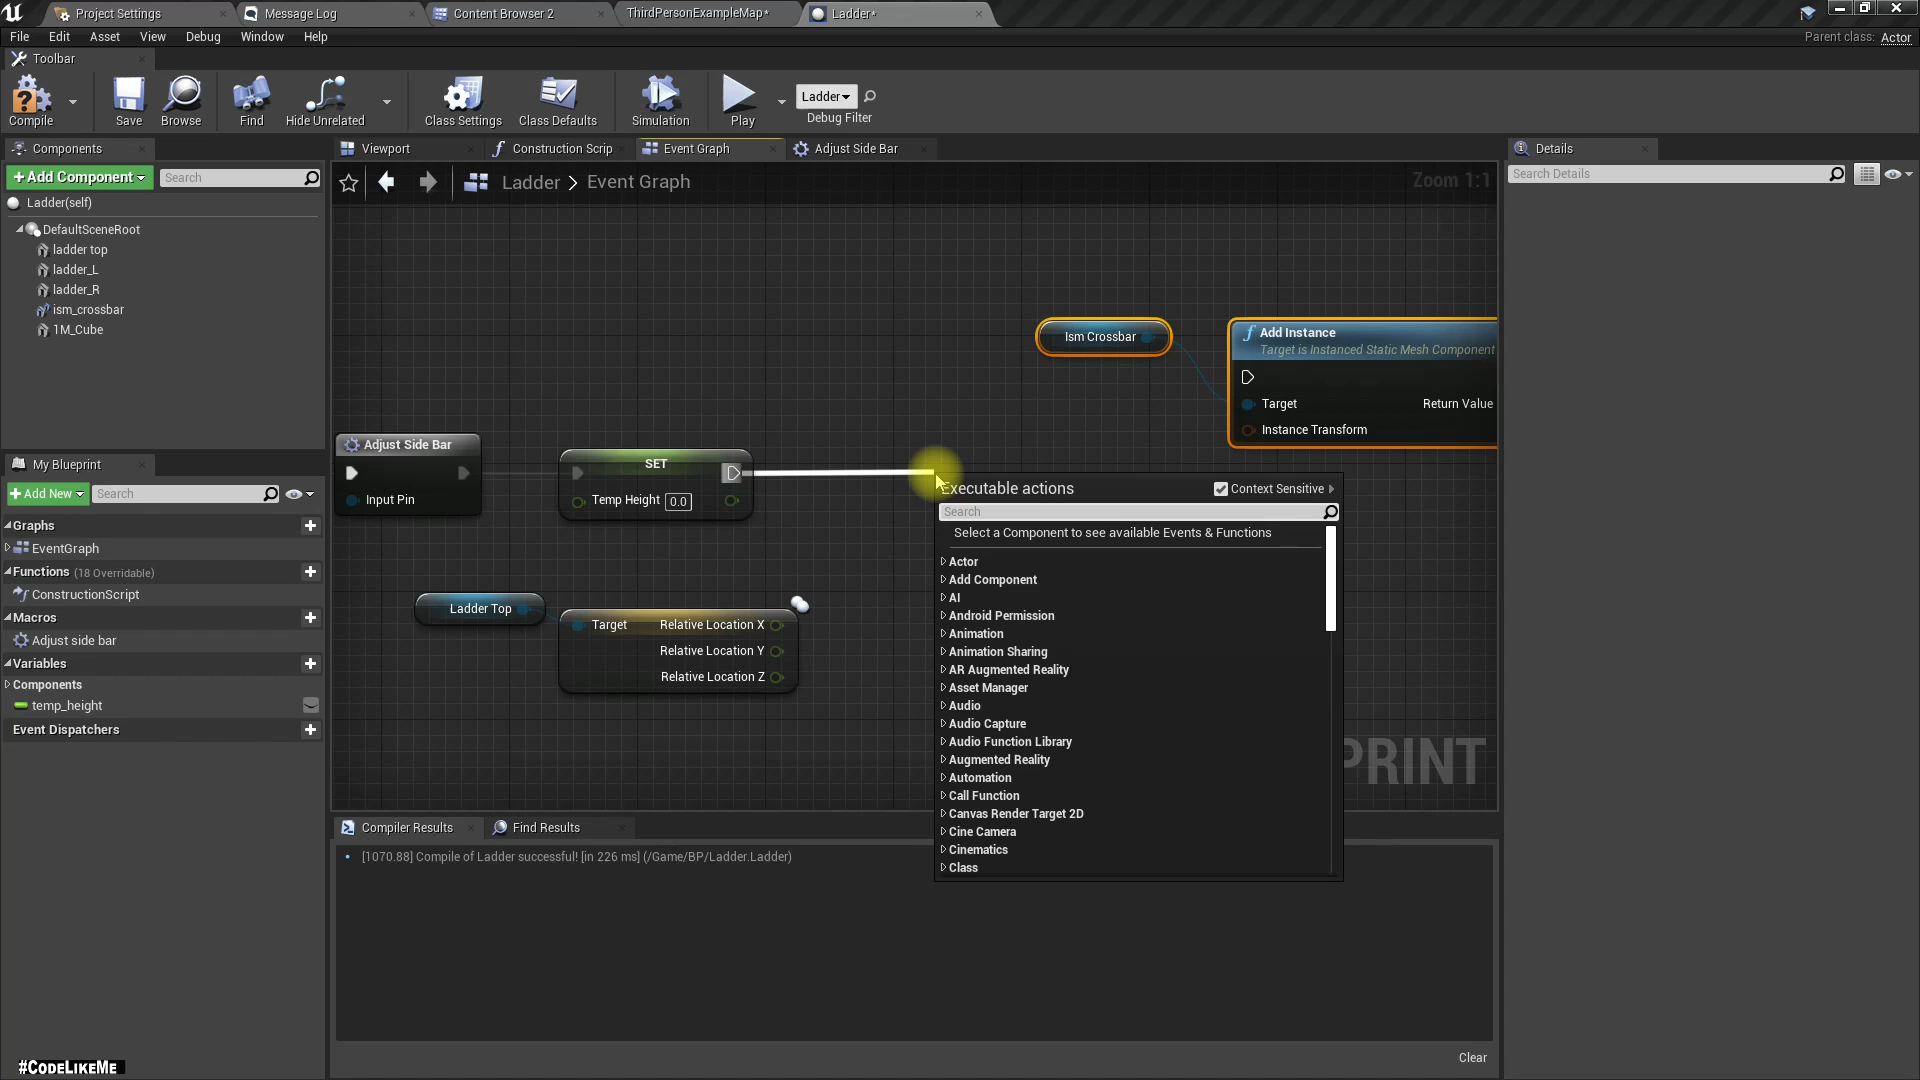 Project Settings
Message Log
Content Browser 2
ThirdPersonExampleMap*
Ladder*
File Edit Asset View Debug Window Help
Parent class: Actor
Toolbar
Compile
Save
Browse
Find
Hide Unrelated
Class Settings
Class Defaults
Simulation
Play
Ladder
Debug Filter
Components
Add Component
Search
Ladder(self)
DefaultSceneRoot
ladder top
ladder_L
ladder_R
ism_crossbar
1M_Cube
My Blueprint
Add New
Search
Graphs
EventGraph
Functions (18 Overridable)
ConstructionScript
Macros
Adjust side bar
Variables
Components
temp_height
Event Dispatchers
#CODELIKEME
Viewport
Construction Scrip
Event Graph
Adjust Side Bar
Ladder > Event Graph
Zoom 1:1
Ism Crossbar
Add Instance
Target is Instanced Static Mesh Component
Target
Return Value
Instance Transform
Adjust Side Bar
Input Pin
SET
Temp Height 0.0
Ladder Top
Target
Relative Location X
Relative Location Y
Relative Location Z
PRINT
Executable actions
Context Sensitive
Search
Select a Component to see available Events & Functions
Actor
Add Component
AI
Android Permission
Animation
Animation Sharing
AR Augmented Reality
Asset Manager
Audio
Audio Capture
Audio Function Library
Augmented Reality
Automation
Call Function
Canvas Render Target 2D
Cine Camera
Cinematics
Class
Compiler Results
Find Results
[1070.88] Compile of Ladder successful! [in 226 ms] (/Game/BP/Ladder.Ladder)
Clear
Details
Search Details